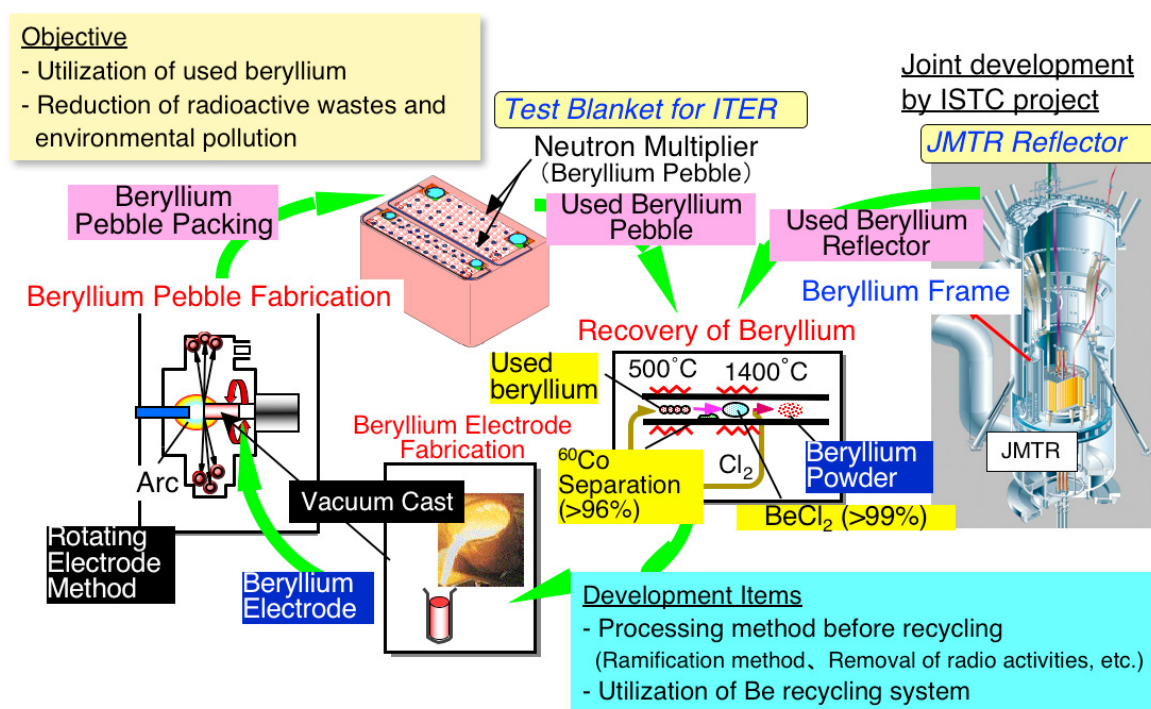 Objective
- Utilization of used beryllium
- Reduction of radioactive wastes and
environmental pollution
Joint development
by ISTC project
Test Blanket for ITER
JMTR Reflector
Neutron Multiplier
(Beryllium Pebble)
Beryllium
Pebble Packing
Used Beryllium
Pebble
Used Beryllium
Reflector
Beryllium Pebble Fabrication
Beryllium Frame
Recovery of Beryllium
Used
beryllium
500°C
1400°C
Beryllium Electrode
Fabrication
60Co
Separation
(>96%)
Cl2
Beryllium
Powder
JMTR
Arc
Vacuum Cast
BeCl2 (>99%)
Rotating
Electrode
Method
Beryllium
Electrode
Development Items
- Processing method before recycling
(Ramification method、Removal of radio activities, etc.)
- Utilization of Be recycling system